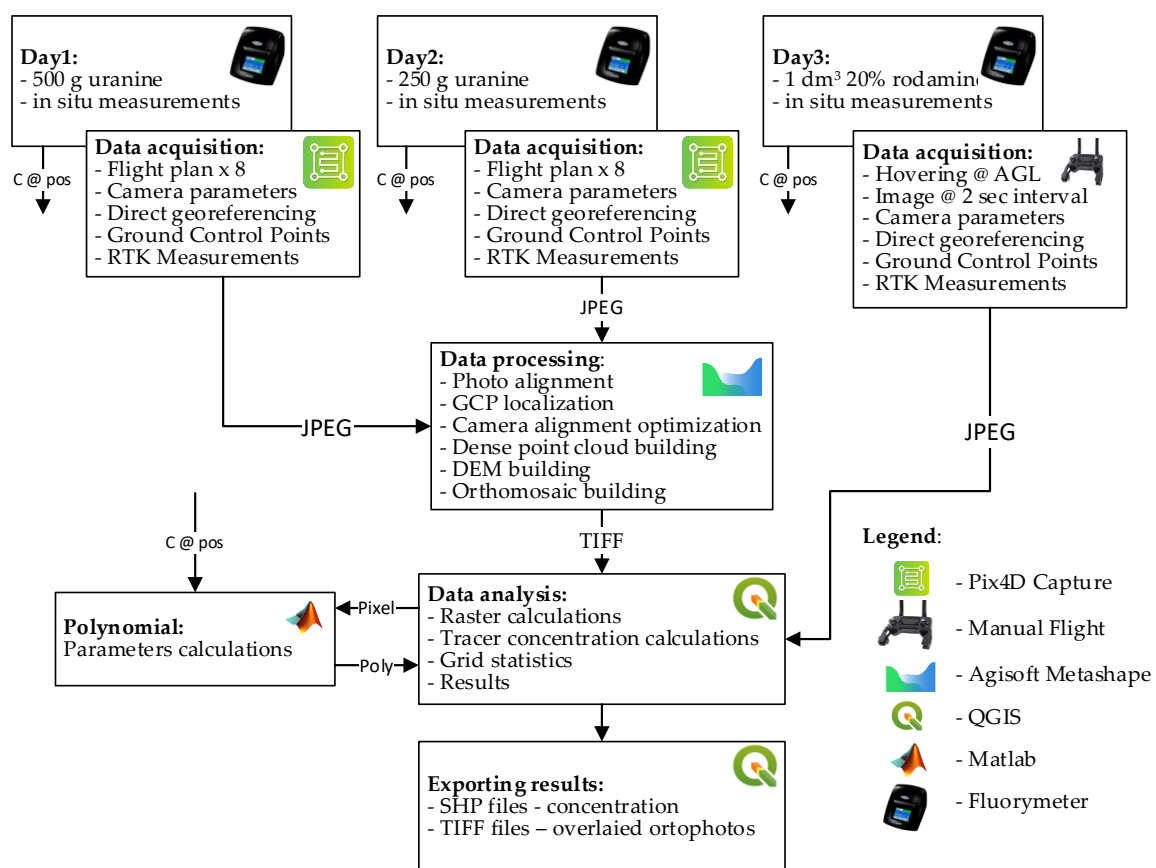 Day1:
- 500 g uranine
- in situ measurements
Day2:
- 250 g uranine
- in situ measurements
Day3:
- 1 dm³ 20% rodamine
- in situ measurements
C @ pos
Data acquisition:
- Flight plan x 8
- Camera parameters
- Direct georeferencing
- Ground Control Points
- RTK Measurements
C @ pos
Data acquisition:
- Flight plan x 8
- Camera parameters
- Direct georeferencing
- Ground Control Points
- RTK Measurements
C @ pos
Data acquisition:
- Hovering @ AGL
- Image @ 2 sec interval
- Camera parameters
- Direct georeferencing
- Ground Control Points
- RTK Measurements
JPEG
JPEG
JPEG
Data processing:
- Photo alignment
- GCP localization
- Camera alignment optimization
- Dense point cloud building
- DEM building
- Orthomosaic building
C @ pos
TIFF
Polynomial:
Parameters calculations
Pixel
Poly
Data analysis:
- Raster calculations
- Tracer concentration calculations
- Grid statistics
- Results
Exporting results:
- SHP files - concentration
- TIFF files – overlaied ortophotos
Legend:
- Pix4D Capture
- Manual Flight
- Agisoft Metashape
- QGIS
- Matlab
- Fluorymeter